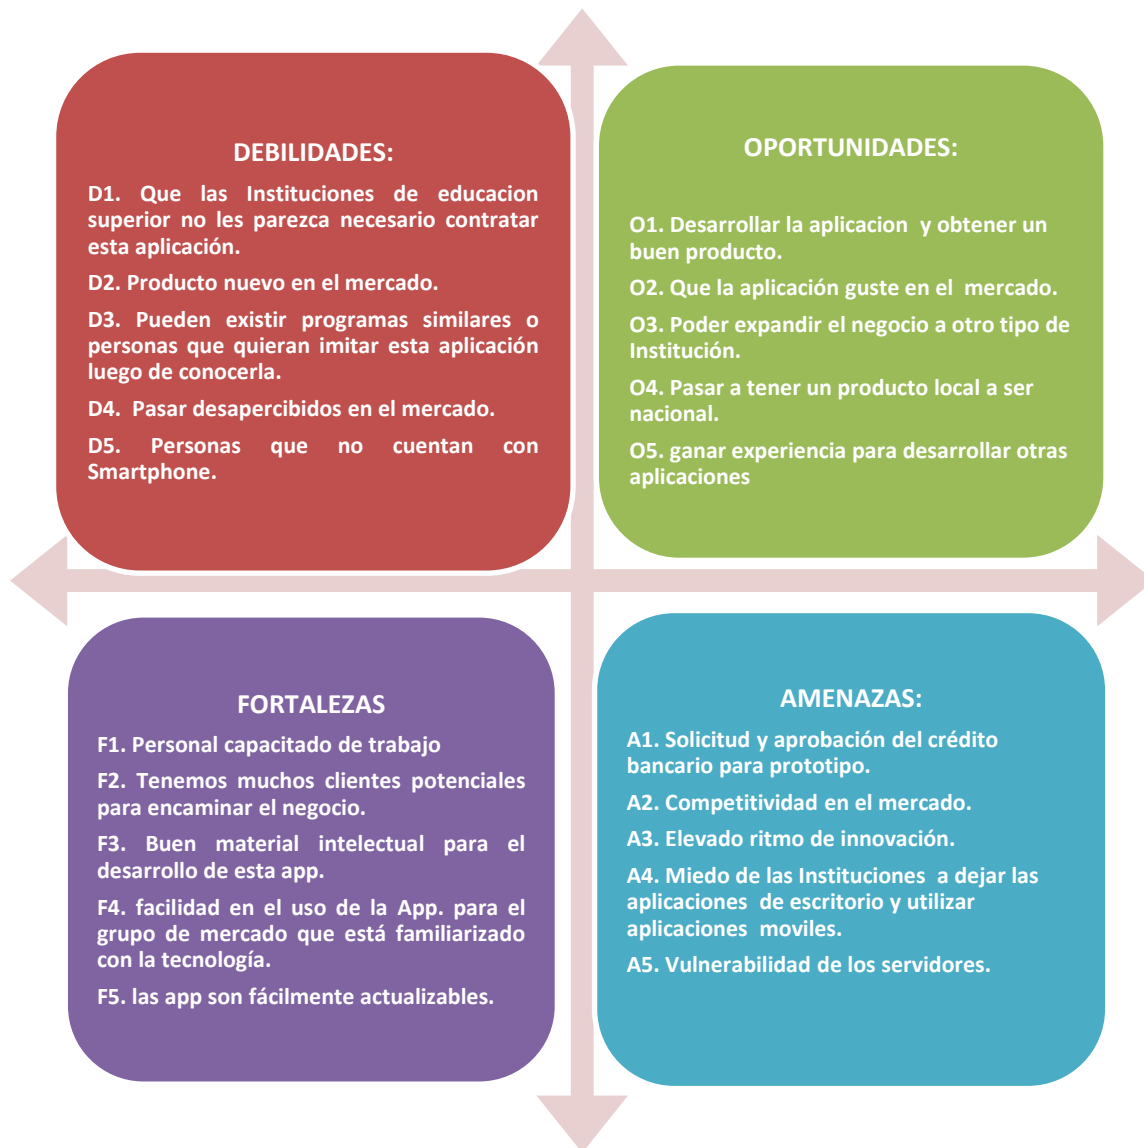 DEBILIDADES:
D1. Que las Instituciones de educacion
superior no les parezca necesario contratar
esta aplicación.
D2. Producto nuevo en el mercado.
D3. Pueden existir programas similares o
personas que quieran imitar esta aplicación
luego de conocerla.
D4. Pasar desapercibidos en el mercado.
D5. Personas que no cuentan con
Smartphone.
OPORTUNIDADES:
O1. Desarrollar la aplicacion y obtener un
buen producto.
O2. Que la aplicación guste en el mercado.
O3. Poder expandir el negocio a otro tipo de
Institución.
O4. Pasar a tener un producto local a ser
nacional.
O5. ganar experiencia para desarrollar otras
aplicaciones
FORTALEZAS
F1. Personal capacitado de trabajo
F2. Tenemos muchos clientes potenciales
para encaminar el negocio.
F3. Buen material intelectual para el
desarrollo de esta app.
F4. facilidad en el uso de la App. para el
grupo de mercado que está familiarizado
con la tecnología.
F5. las app son fácilmente actualizables.
AMENAZAS:
A1. Solicitud y aprobación del crédito
bancario para prototipo.
A2. Competitividad en el mercado.
A3. Elevado ritmo de innovación.
A4. Miedo de las Instituciones a dejar las
aplicaciones de escritorio y utilizar
aplicaciones moviles.
A5. Vulnerabilidad de los servidores.